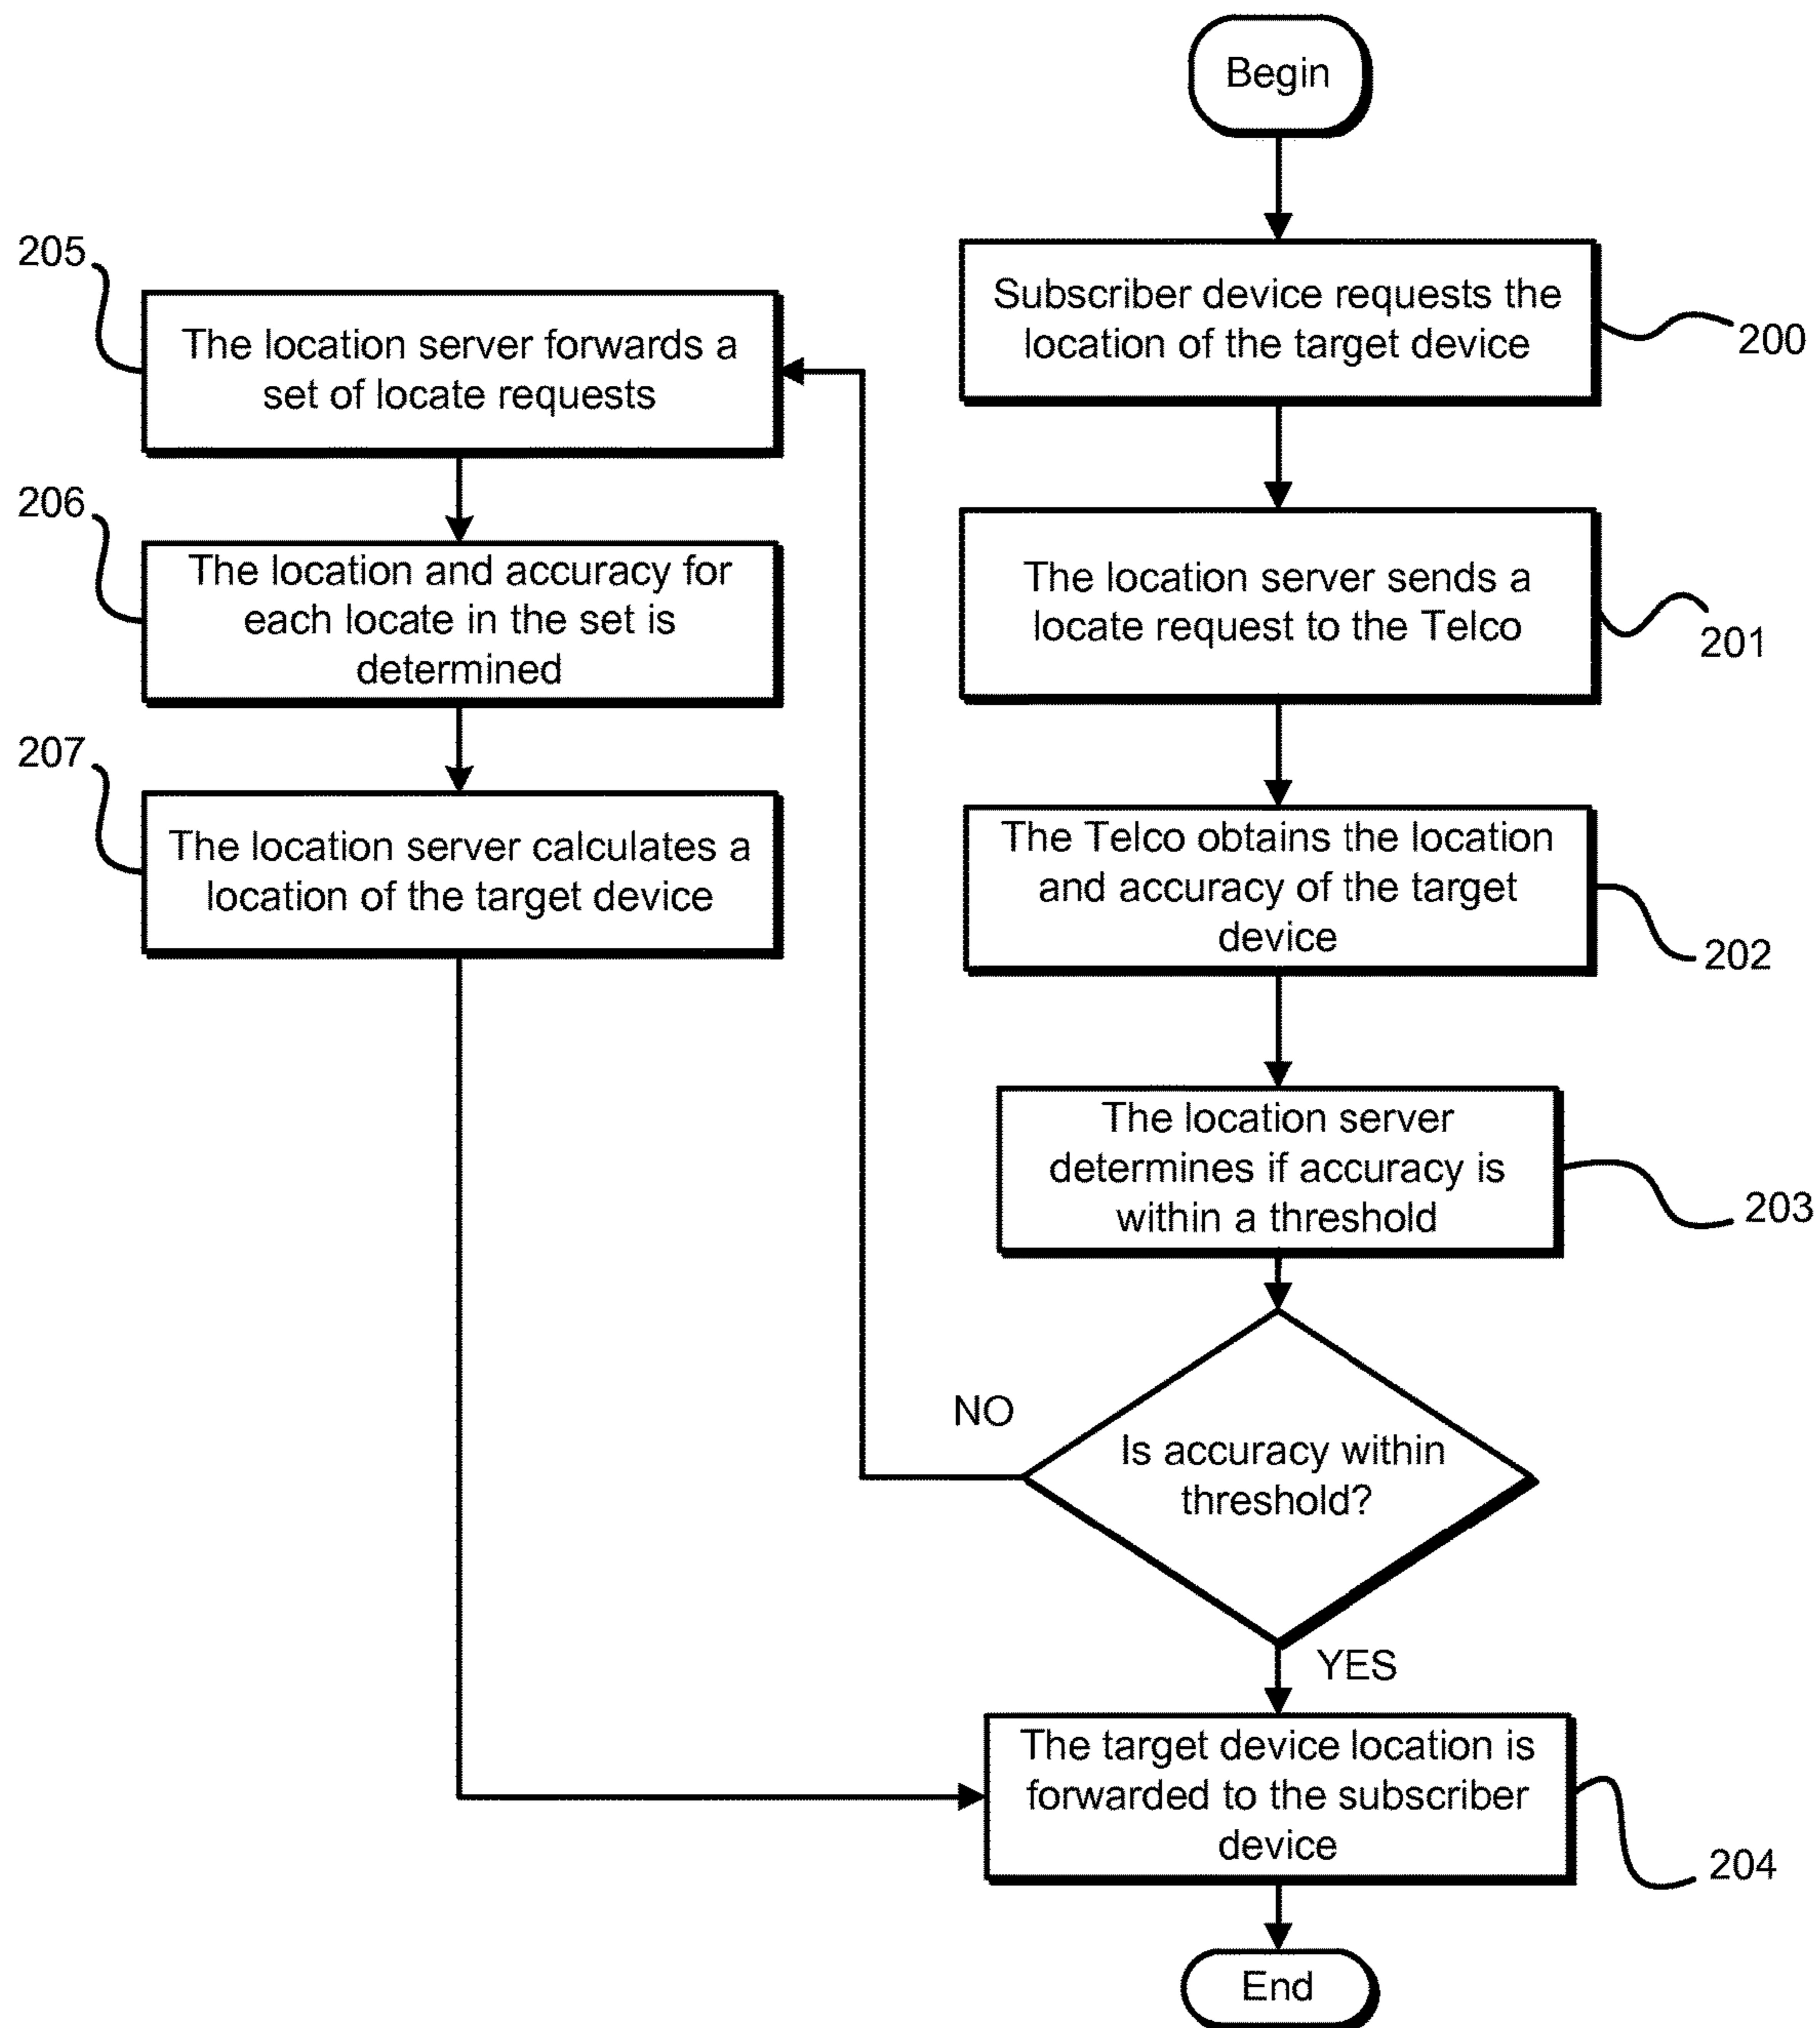 Begin
Subscriber device requests the
location of the target device
200
The location server sends a
locate request to the Telco
201
The Telco obtains the location
and accuracy of the target
device
202
The location server
determines if accuracy is
within a threshold
203
Is accuracy within
threshold?
NO
YES
205
The location server forwards a
set of locate requests
206
The location and accuracy for
each locate in the set is
determined
207
The location server calculates a
location of the target device
The target device location is
forwarded to the subscriber
device
204
End